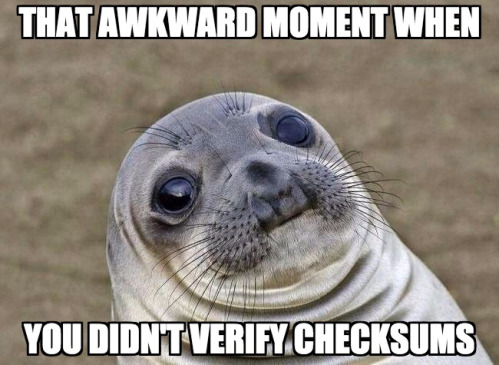 THAT AWKWARD MOMENT WHEN
YOU DIDN'T VERIFY CHECKSUMS